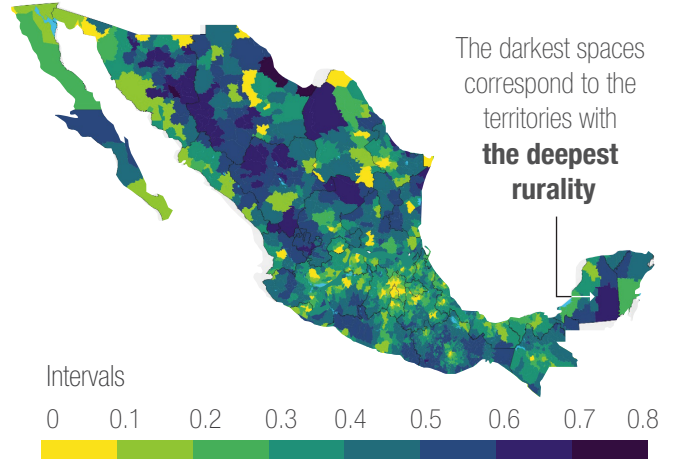 The darkest spaces
correspond to the
territories with
the deepest
rurality
Intervals
0 0.1 0.2 0.3 0.4 0.5 0.6 0.7 0.8